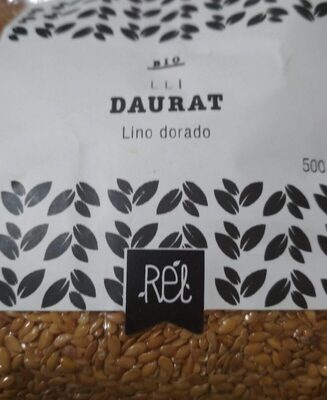 BIO
LLI
DAURAT
Lino dorado
500
Rél